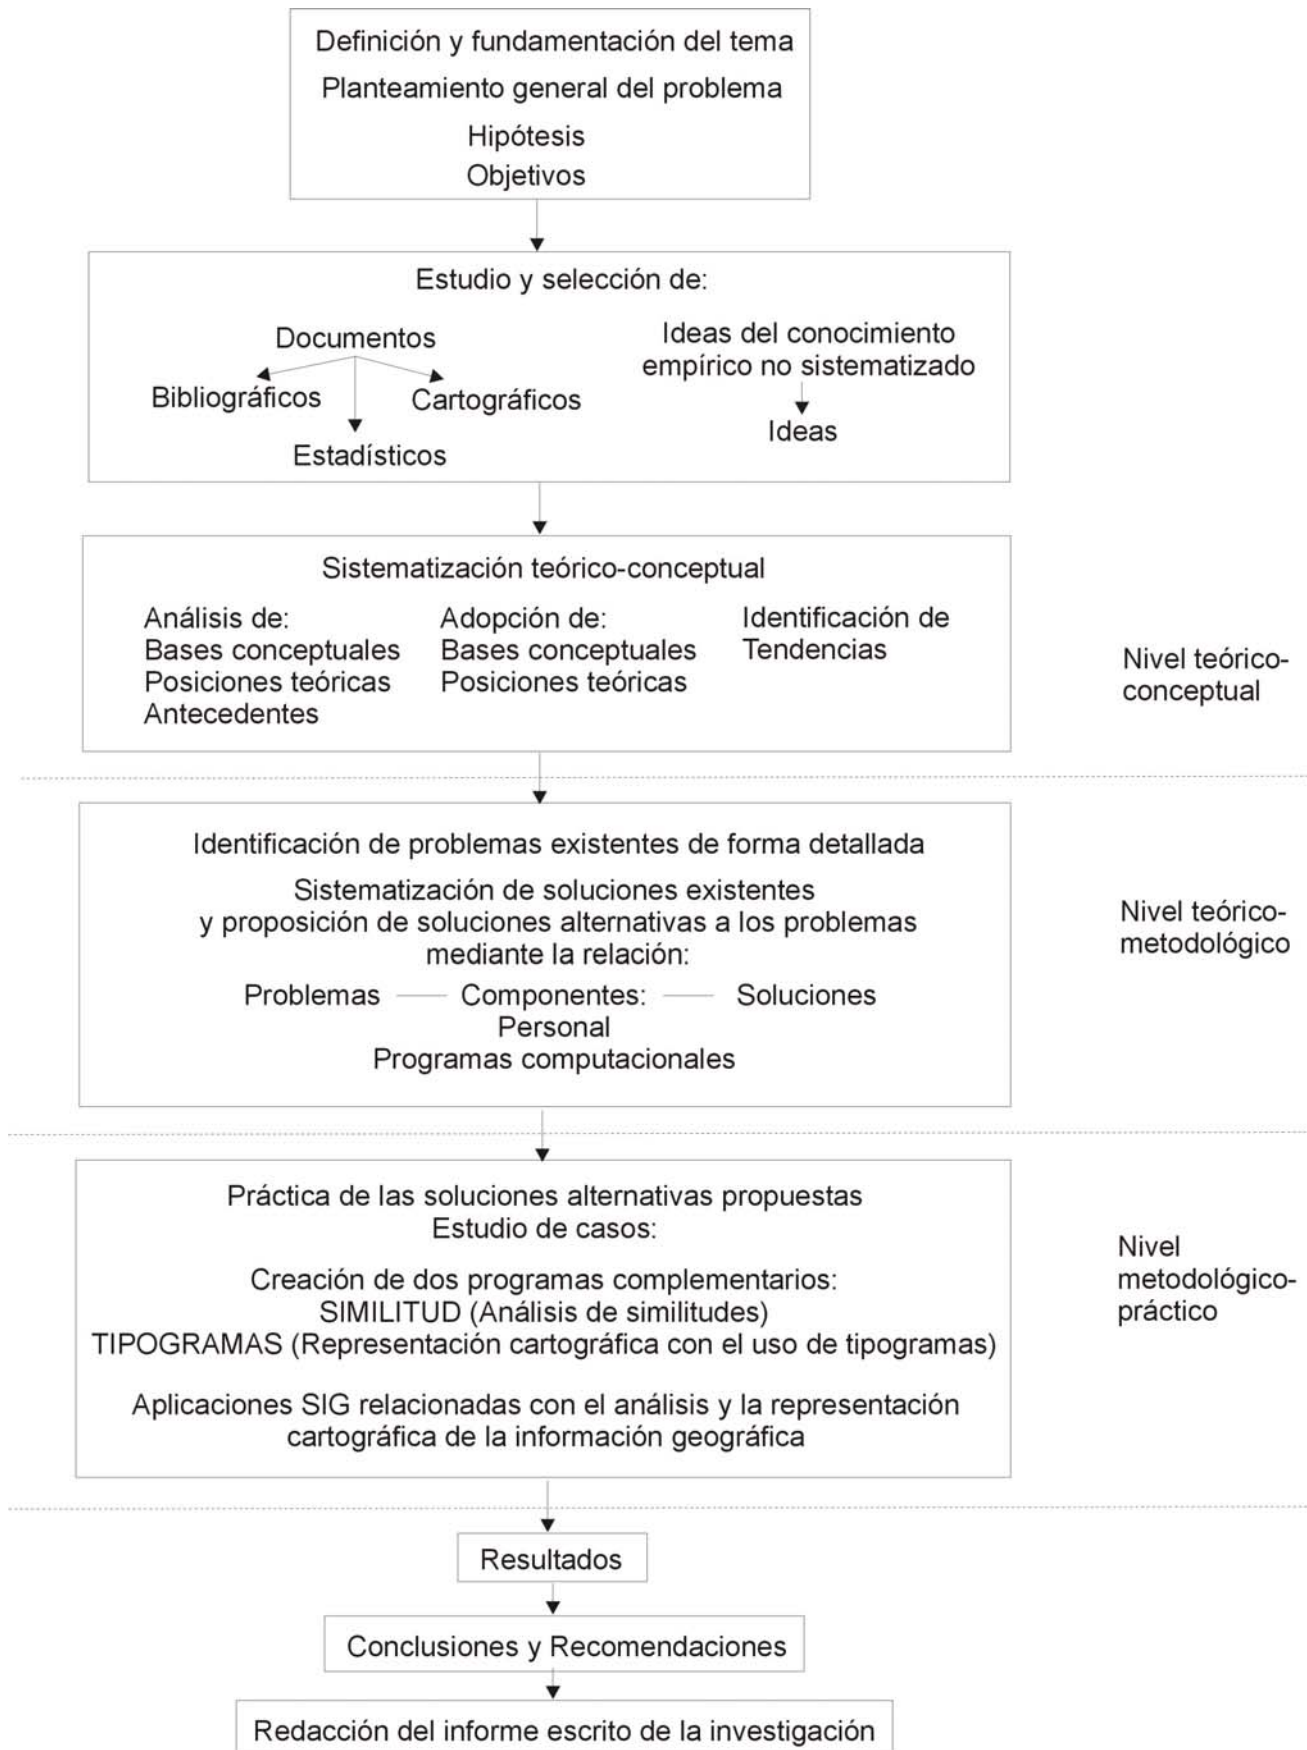 Definición y fundamentación del tema
Planteamiento general del problema
Hipótesis
Objetivos
Estudio y selección de:
Documentos
Bibliográficos
Cartográficos
Estadísticos
Ideas del conocimiento
empírico no sistematizado
Ideas
Sistematización teórico-conceptual
Análisis de:
Bases conceptuales
Posiciones teóricas
Antecedentes
Adopción de:
Bases conceptuales
Posiciones teóricas
Identificación de
Tendencias
Nivel teórico-
conceptual
Identificación de problemas existentes de forma detallada
Sistematización de soluciones existentes
y proposición de soluciones alternativas a los problemas
mediante la relación:
Problemas Componentes: Soluciones
Personal
Programas computacionales
Nivel teórico-
metodológico
Práctica de las soluciones alternativas propuestas
Estudio de casos:
Creación de dos programas complementarios:
SIMILITUD (Análisis de similitudes)
TIPOGRAMAS (Representación cartográfica con el uso de tipogramas)
Aplicaciones SIG relacionadas con el análisis y la representación
cartográfica de la información geográfica
Nivel
metodológico-
práctico
Resultados
Conclusiones y Recomendaciones
Redacción del informe escrito de la investigación